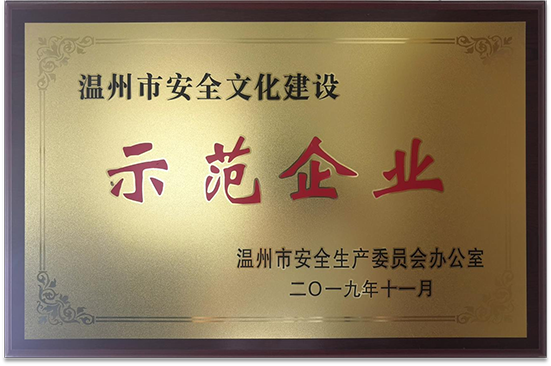 温州市安全文化建设
示范企业
温州市安全生产委员会办公室
二〇一九年十一月